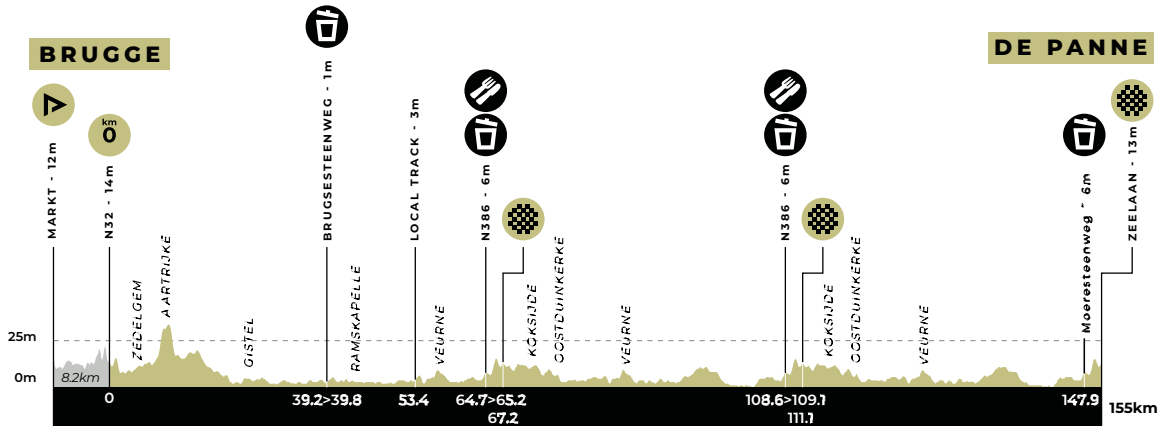 BRUGGE
DE PANNE
km
0
MARKT - 12m
N32 - 14m
ZEDELGEM
AARTRIJKE
GISTEL
BRUGSESTEENWEG - 1m
RAMSKAPELLE
LOCAL TRACK - 3m
VEURNE
N386 - 6m
KOKSIJDE
OOSTDUINKERKE
VEURNE
N386 - 6m
KOKSIJDE
OOSTDUINKERKE
VEURNE
Moeresteenweg - 6m
ZEELAAN - 13m
25m
0m
8.2km
0
39.2>39.8
53.4
64.7>65.2
67.2
108.6>109.1
111.1
147.9
155km